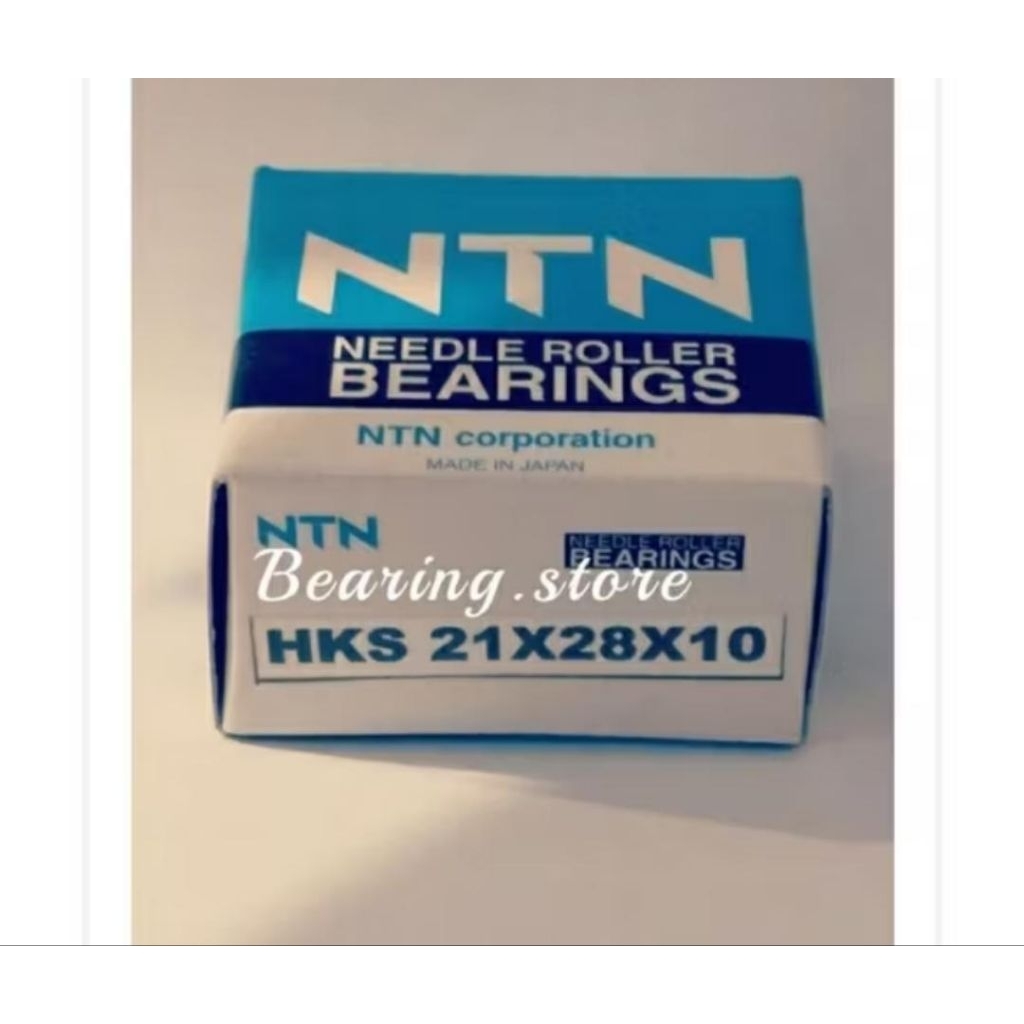 NTN
NEEDLE ROLLER
BEARINGS
NTN corporation
MADE IN JAPAN
NTN
NEEDLE ROLLER
BEARINGS
Bearing.store
HKS 21X28X10